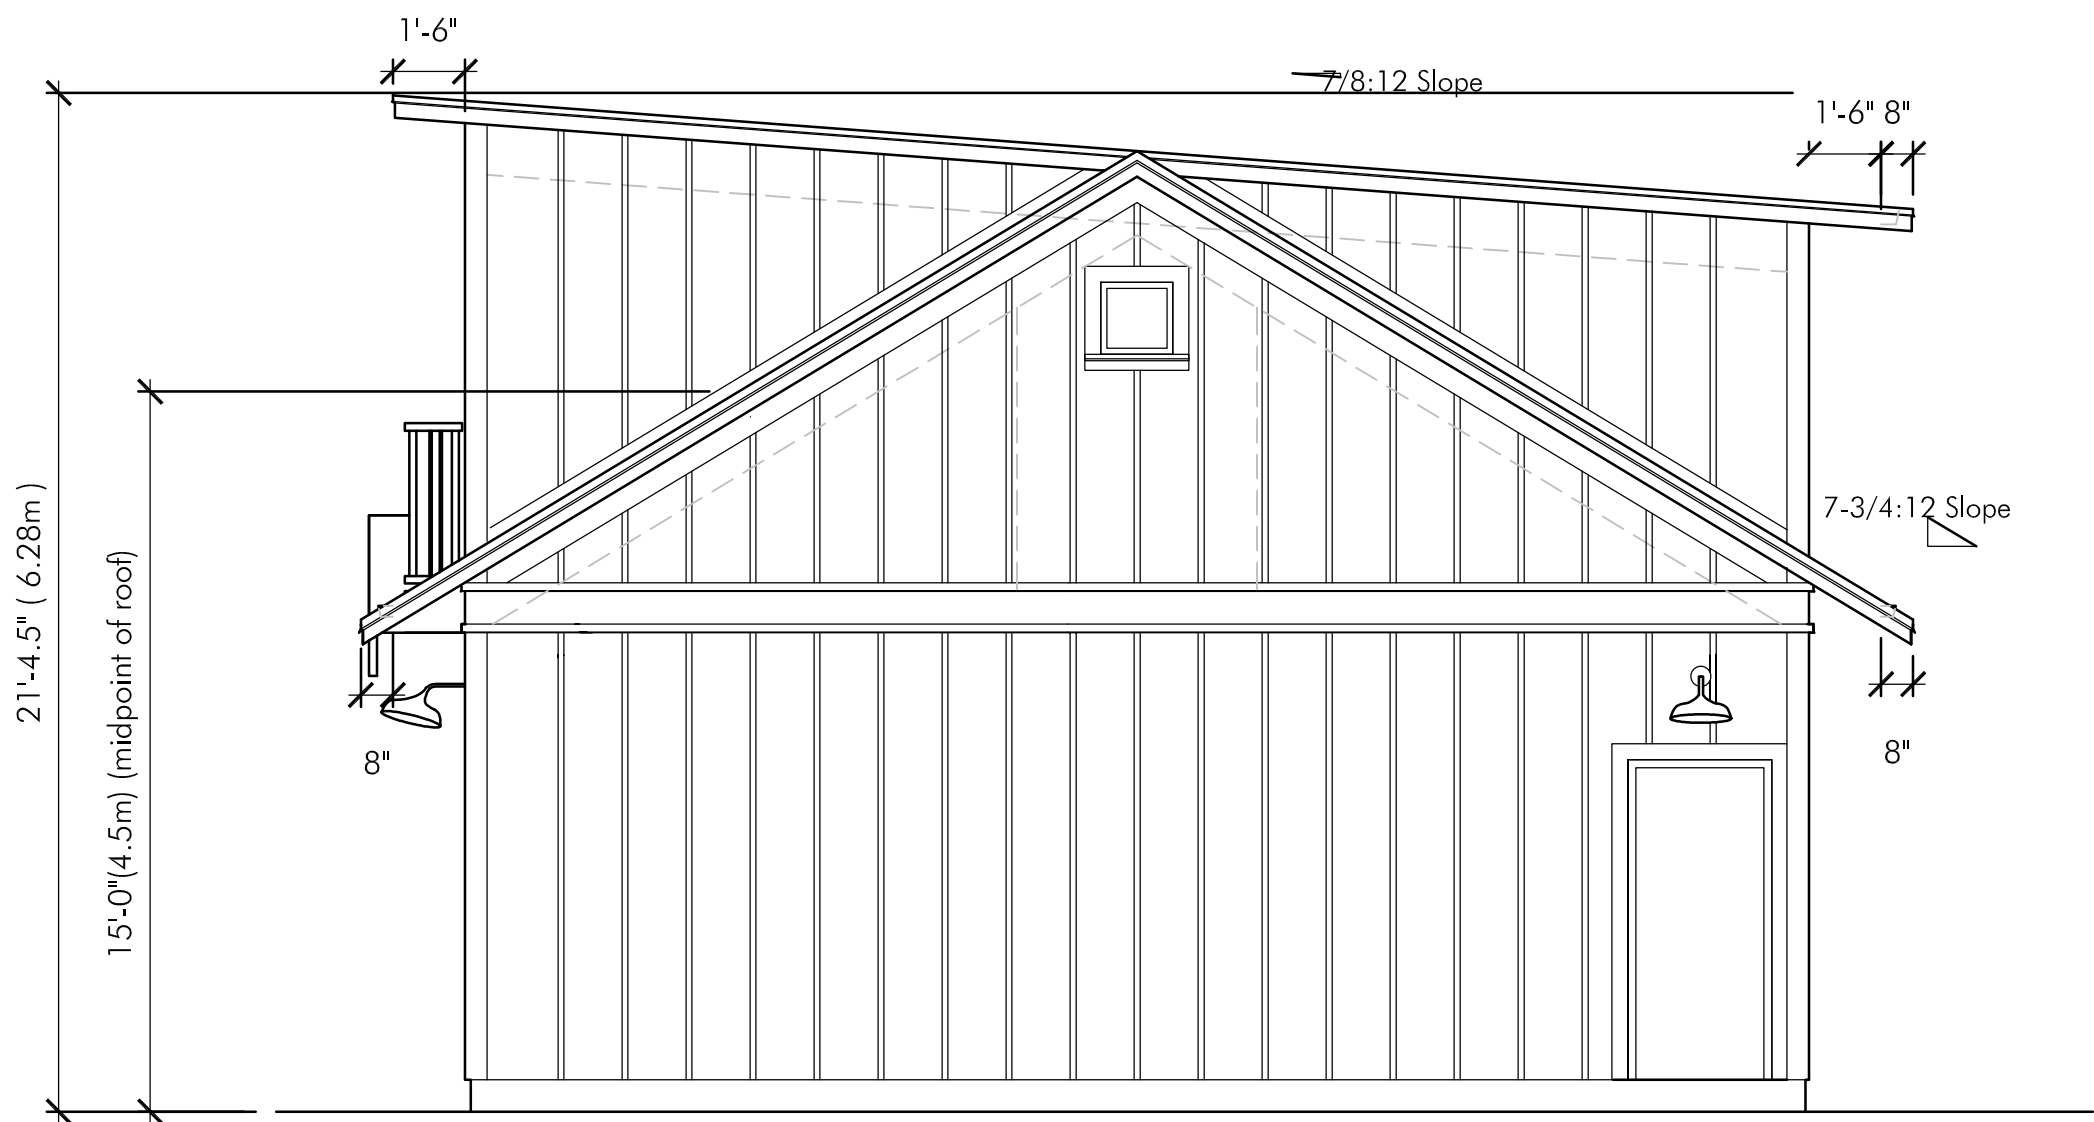 1'-6"
7/8:12 Slope
1'-6" 8"
21'-4.5" ( 6.28m )
15'-0"(4.5m) (midpoint of roof)
7-3/4:12 Slope
8"
8"